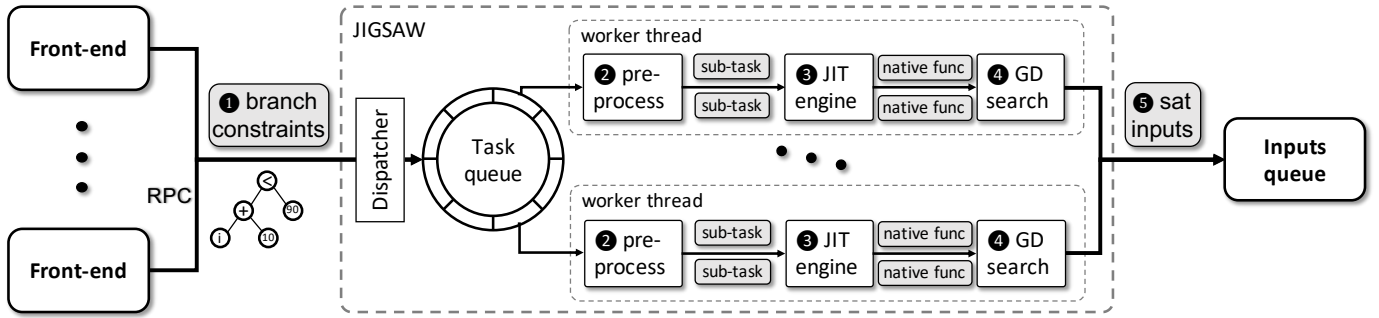 Front-end
RPC
Front-end
❶ branch
constraints
<
+
90
i
10
JIGSAW
Dispatcher
Task
queue
worker thread
❷ pre-
process
sub-task
sub-task
❸ JIT
engine
native func
native func
❹ GD
search
worker thread
❷ pre-
process
sub-task
sub-task
❸ JIT
engine
native func
native func
❹ GD
search
❺ sat
inputs
Inputs
queue